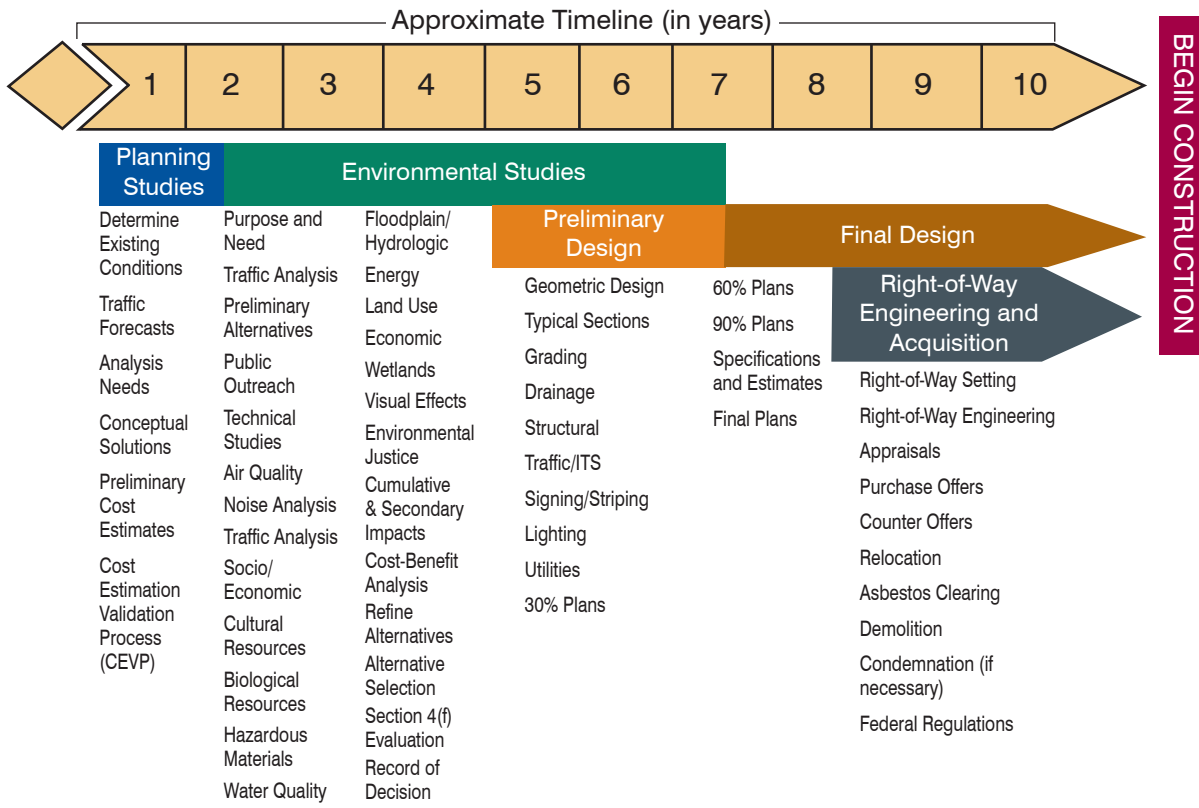 Approximate Timeline (in years)
1 2 3 4 5 6 7 8 9 10
BEGIN CONSTRUCTION
Planning
Studies
Environmental Studies
Preliminary
Design
Final Design
Right-of-Way
Engineering and
Acquisition
Determine
Existing
Conditions
Traffic
Forecasts
Analysis
Needs
Conceptual
Solutions
Preliminary
Cost
Estimates
Cost
Estimation
Validation
Process
(CEVP)
Purpose and
Need
Traffic Analysis
Preliminary
Alternatives
Public
Outreach
Technical
Studies
Air Quality
Noise Analysis
Traffic Analysis
Socio/
Economic
Cultural
Resources
Biological
Resources
Hazardous
Materials
Water Quality
Floodplain/
Hydrologic
Energy
Land Use
Economic
Wetlands
Visual Effects
Environmental
Justice
Cumulative
& Secondary
Impacts
Cost-Benefit
Analysis
Refine
Alternatives
Alternative
Selection
Section 4(f)
Evaluation
Record of
Decision
Geometric Design
Typical Sections
Grading
Drainage
Structural
Traffic/ITS
Signing/Striping
Lighting
Utilities
30% Plans
60% Plans
90% Plans
Specifications
and Estimates
Final Plans
Right-of-Way Setting
Right-of-Way Engineering
Appraisals
Purchase Offers
Counter Offers
Relocation
Asbestos Clearing
Demolition
Condemnation (if
necessary)
Federal Regulations